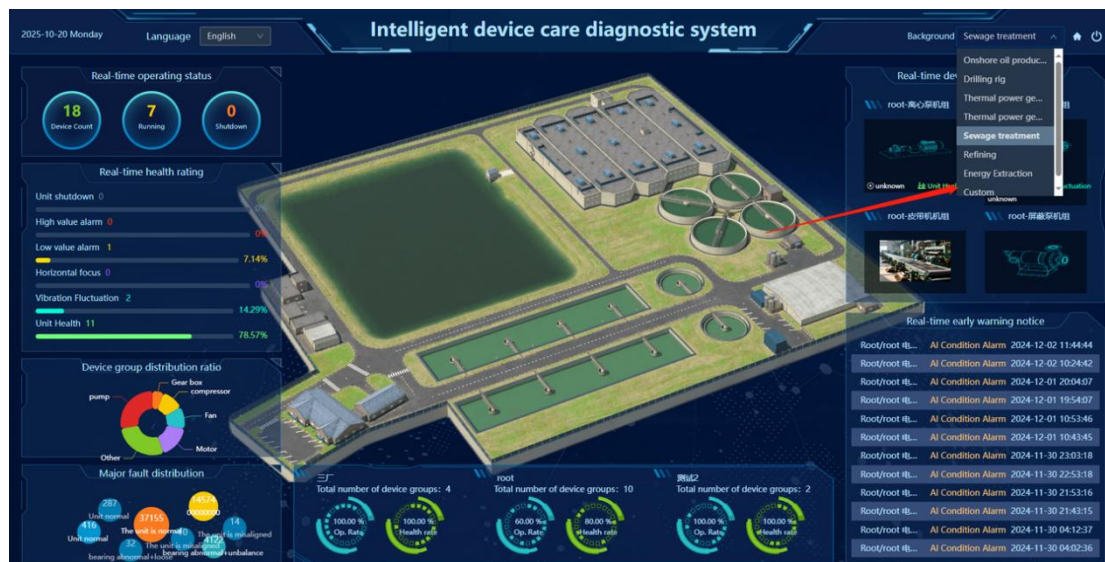 2025-10-20 Monday
Language
English
Intelligent device care diagnostic system
Background
Sewage treatment
Onshore oil produc...
Drilling rig
Thermal power ge...
Thermal power ge...
Sewage treatment
Refining
Energy Extraction
Custom
Real-time operating status
18
Device Count
7
Running
0
Shutdown
Real-time health rating
Unit shutdown 0
High value alarm 0
0%
Low value alarm 1
7.14%
Horizontal focus 0
0%
Vibration Fluctuation 2
14.29%
Unit Health 11
78.57%
Device group distribution ratio
Gear box
compressor
pump
Fan
Motor
Other
Major fault distribution
287
Unit normal
416
Unit normal
37155
The unit is normal
14574
00000000
14
The unit is misaligned
32
bearing abnormal+loose
The unit is misaligned
4122
bearing abnormal+unbalance
三厂
Total number of device groups: 4
100.00 %
Op. Rate
100.00 %
Health rate
root
Total number of device groups: 10
60.00 %
Op. Rate
80.00 %
Health rate
测试2
Total number of device groups: 2
100.00 %
Op. Rate
100.00 %
Health rate
Real-time
root-离心泵机组
unknown
unknown
root-皮带机机组
root-屏蔽泵机组
Real-time early warning notice
Root/root 电... AI Condition Alarm 2024-12-02 11:44:44
Root/root 电... AI Condition Alarm 2024-12-02 10:24:42
Root/root 电... AI Condition Alarm 2024-12-01 20:04:07
Root/root 电... AI Condition Alarm 2024-12-01 19:54:07
Root/root 电... AI Condition Alarm 2024-12-01 10:53:46
Root/root 电... AI Condition Alarm 2024-12-01 10:43:45
Root/root 电... AI Condition Alarm 2024-11-30 23:03:18
Root/root 电... AI Condition Alarm 2024-11-30 22:53:18
Root/root 电... AI Condition Alarm 2024-11-30 21:53:16
Root/root 电... AI Condition Alarm 2024-11-30 21:43:15
Root/root 电... AI Condition Alarm 2024-11-30 04:12:37
Root/root 电... AI Condition Alarm 2024-11-30 04:02:36